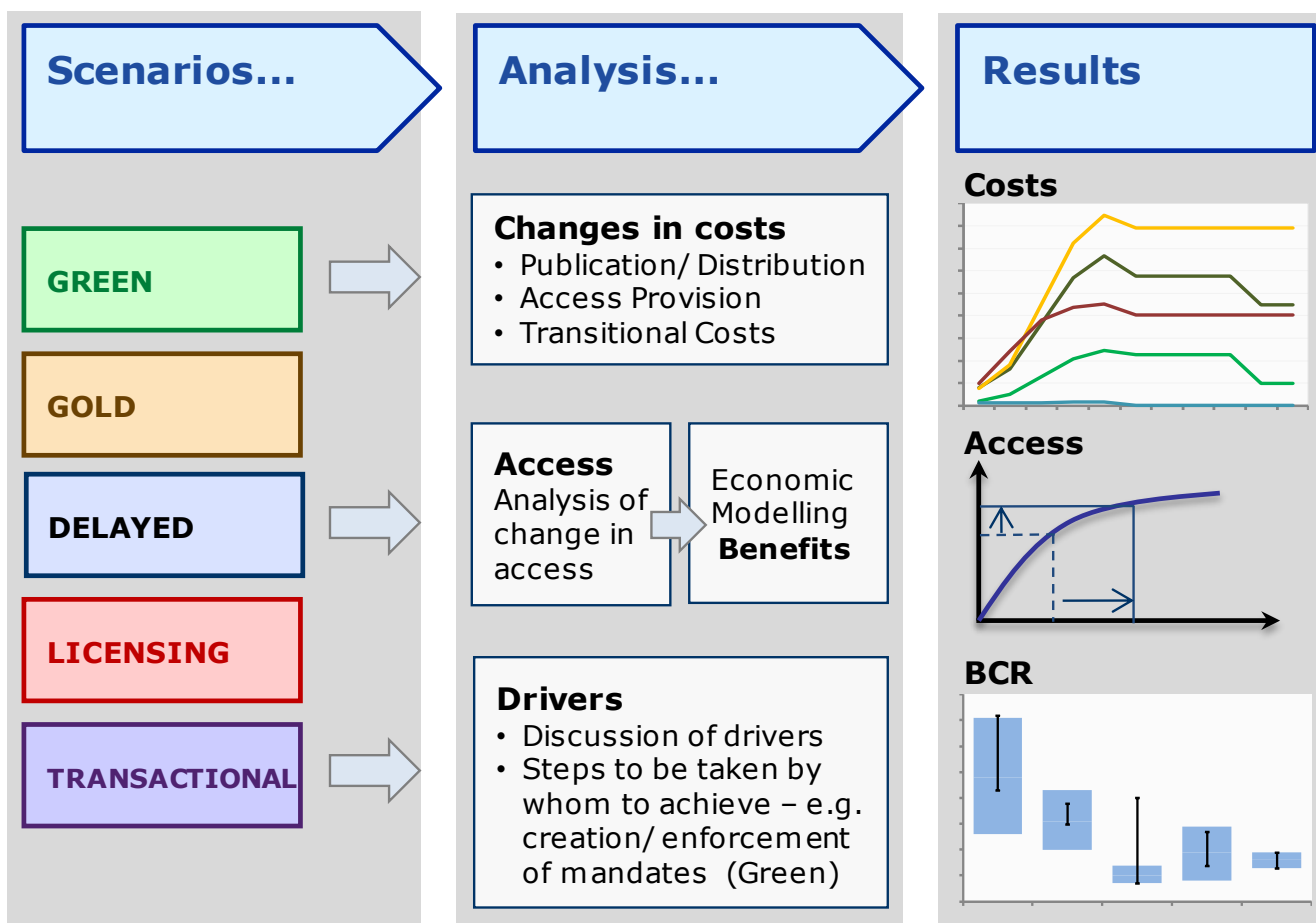 Scenarios...
GREEN
GOLD
DELAYED
LICENSING
TRANSACTIONAL
Analysis...
Changes in costs
• Publication/ Distribution
• Access Provision
• Transitional Costs
Access
Analysis of
change in
access
Economic
Modelling
Benefits
Drivers
• Discussion of drivers
• Steps to be taken by
whom to achieve – e.g.
creation/ enforcement
of mandates (Green)
Results
Costs
Access
BCR